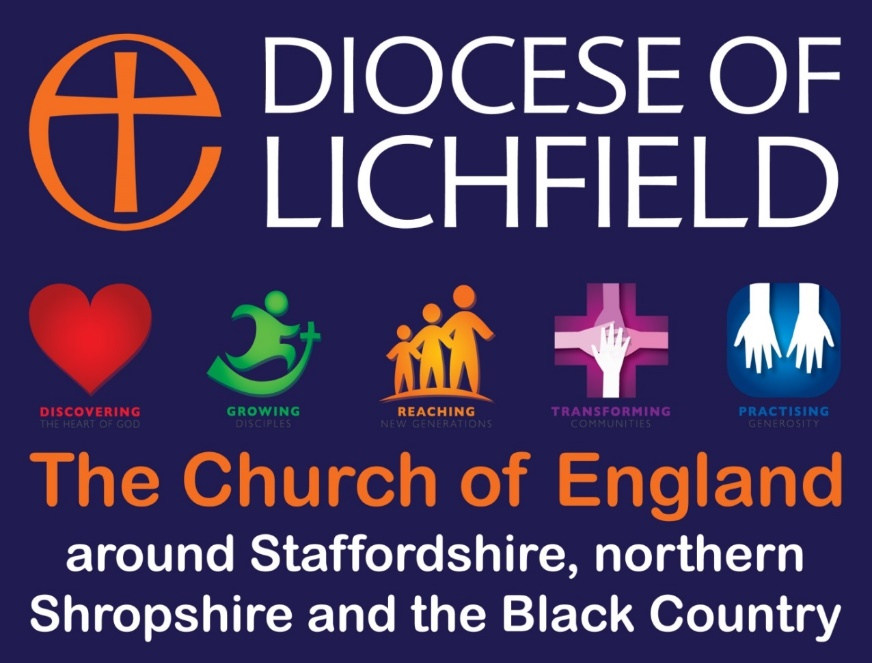 DIOCESE OF
LICHFIELD
DISCOVERING
THE HEART OF GOD
GROWING
DISCIPLES
REACHING
NEW GENERATIONS
TRANSFORMING
COMMUNITIES
PRACTISING
GENEROSITY
The Church of England
around Staffordshire, northern
Shropshire and the Black Country